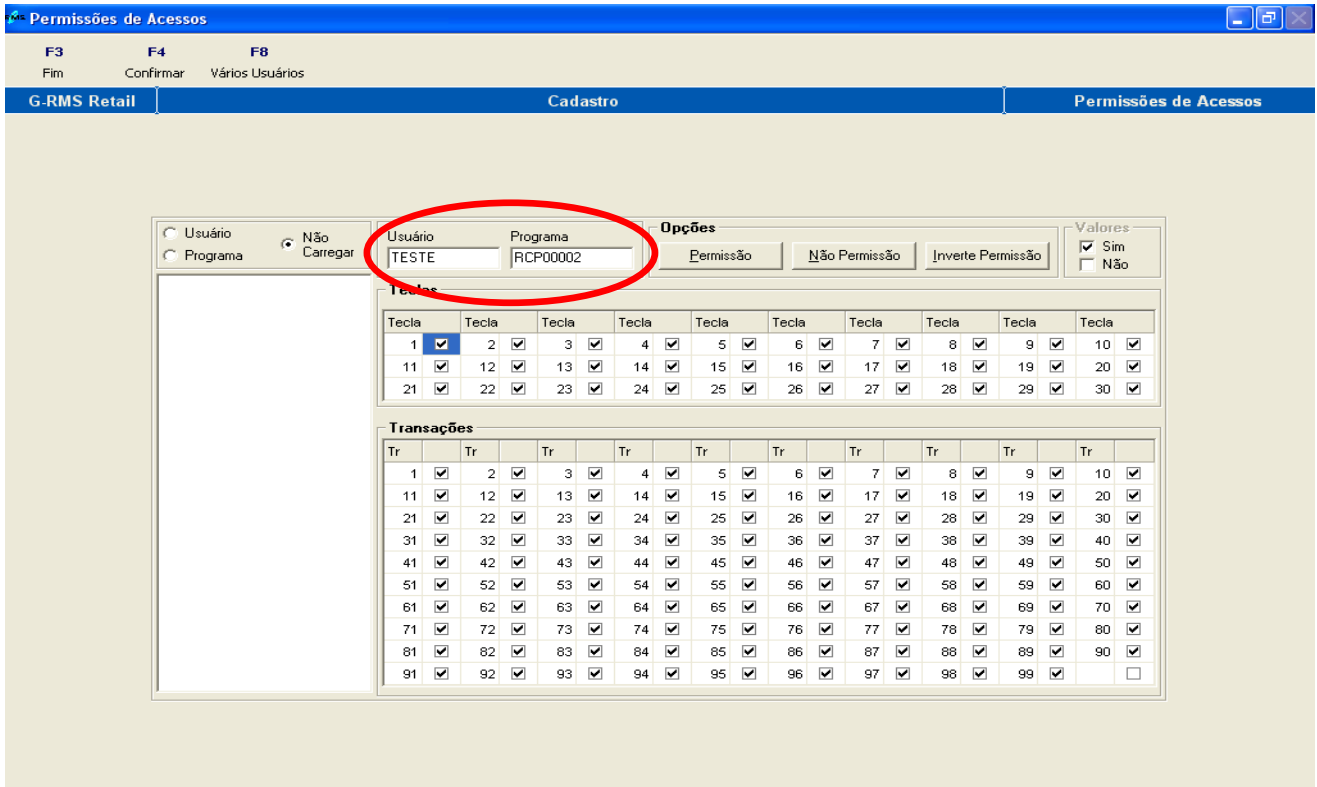 Permissões de Acessos
F3 F4 F8
Fim Confirmar Vários Usuários
G-RMS Retail Cadastro Permissões de Acessos
Usuário
Programa
Não
Carregar
Usuário Programa
TESTE RCP00002
Opções
Permissão Não Permissão Inverte Permissão
Valores
Sim
Não
Teclas
Tecla Tecla Tecla Tecla Tecla Tecla Tecla Tecla Tecla Tecla
1 2 3 4 5 6 7 8 9 10
11 12 13 14 15 16 17 18 19 20
21 22 23 24 25 26 27 28 29 30
Transações
Tr Tr Tr Tr Tr Tr Tr Tr Tr Tr
1 2 3 4 5 6 7 8 9 10
11 12 13 14 15 16 17 18 19 20
21 22 23 24 25 26 27 28 29 30
31 32 33 34 35 36 37 38 39 40
41 42 43 44 45 46 47 48 49 50
51 52 53 54 55 56 57 58 59 60
61 62 63 64 65 66 67 68 69 70
71 72 73 74 75 76 77 78 79 80
81 82 83 84 85 86 87 88 89 90
91 92 93 94 95 96 97 98 99